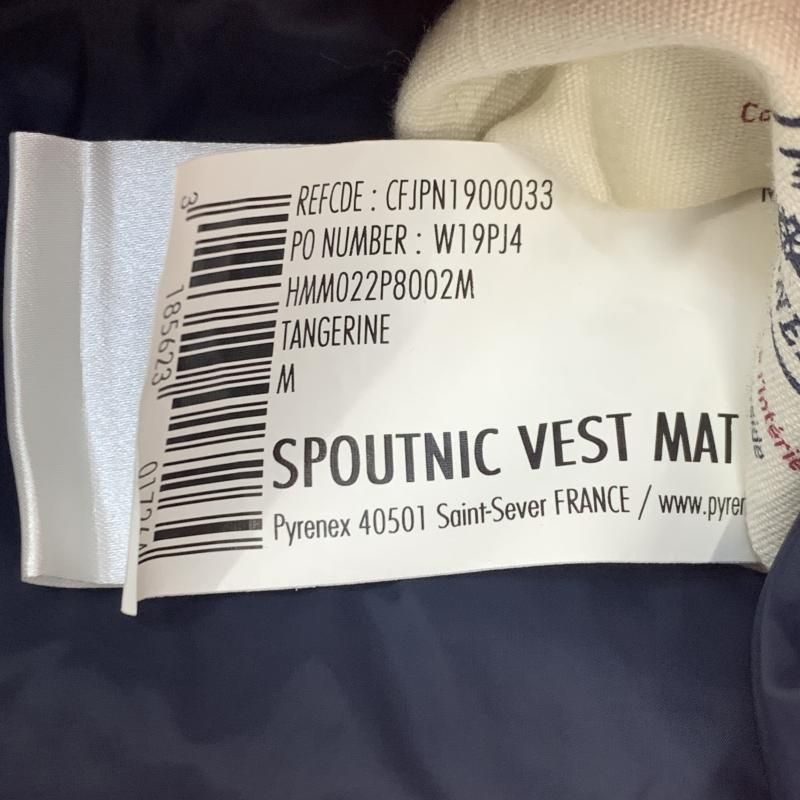 REFCDE : CFJPN1900033
PO NUMBER : W19PJ4
HMM022P8002M
TANGERINE
M
SPOUTNIC VEST MAT
Pyrenex 40501 Saint-Sever FRANCE / www.pyren
3
185623